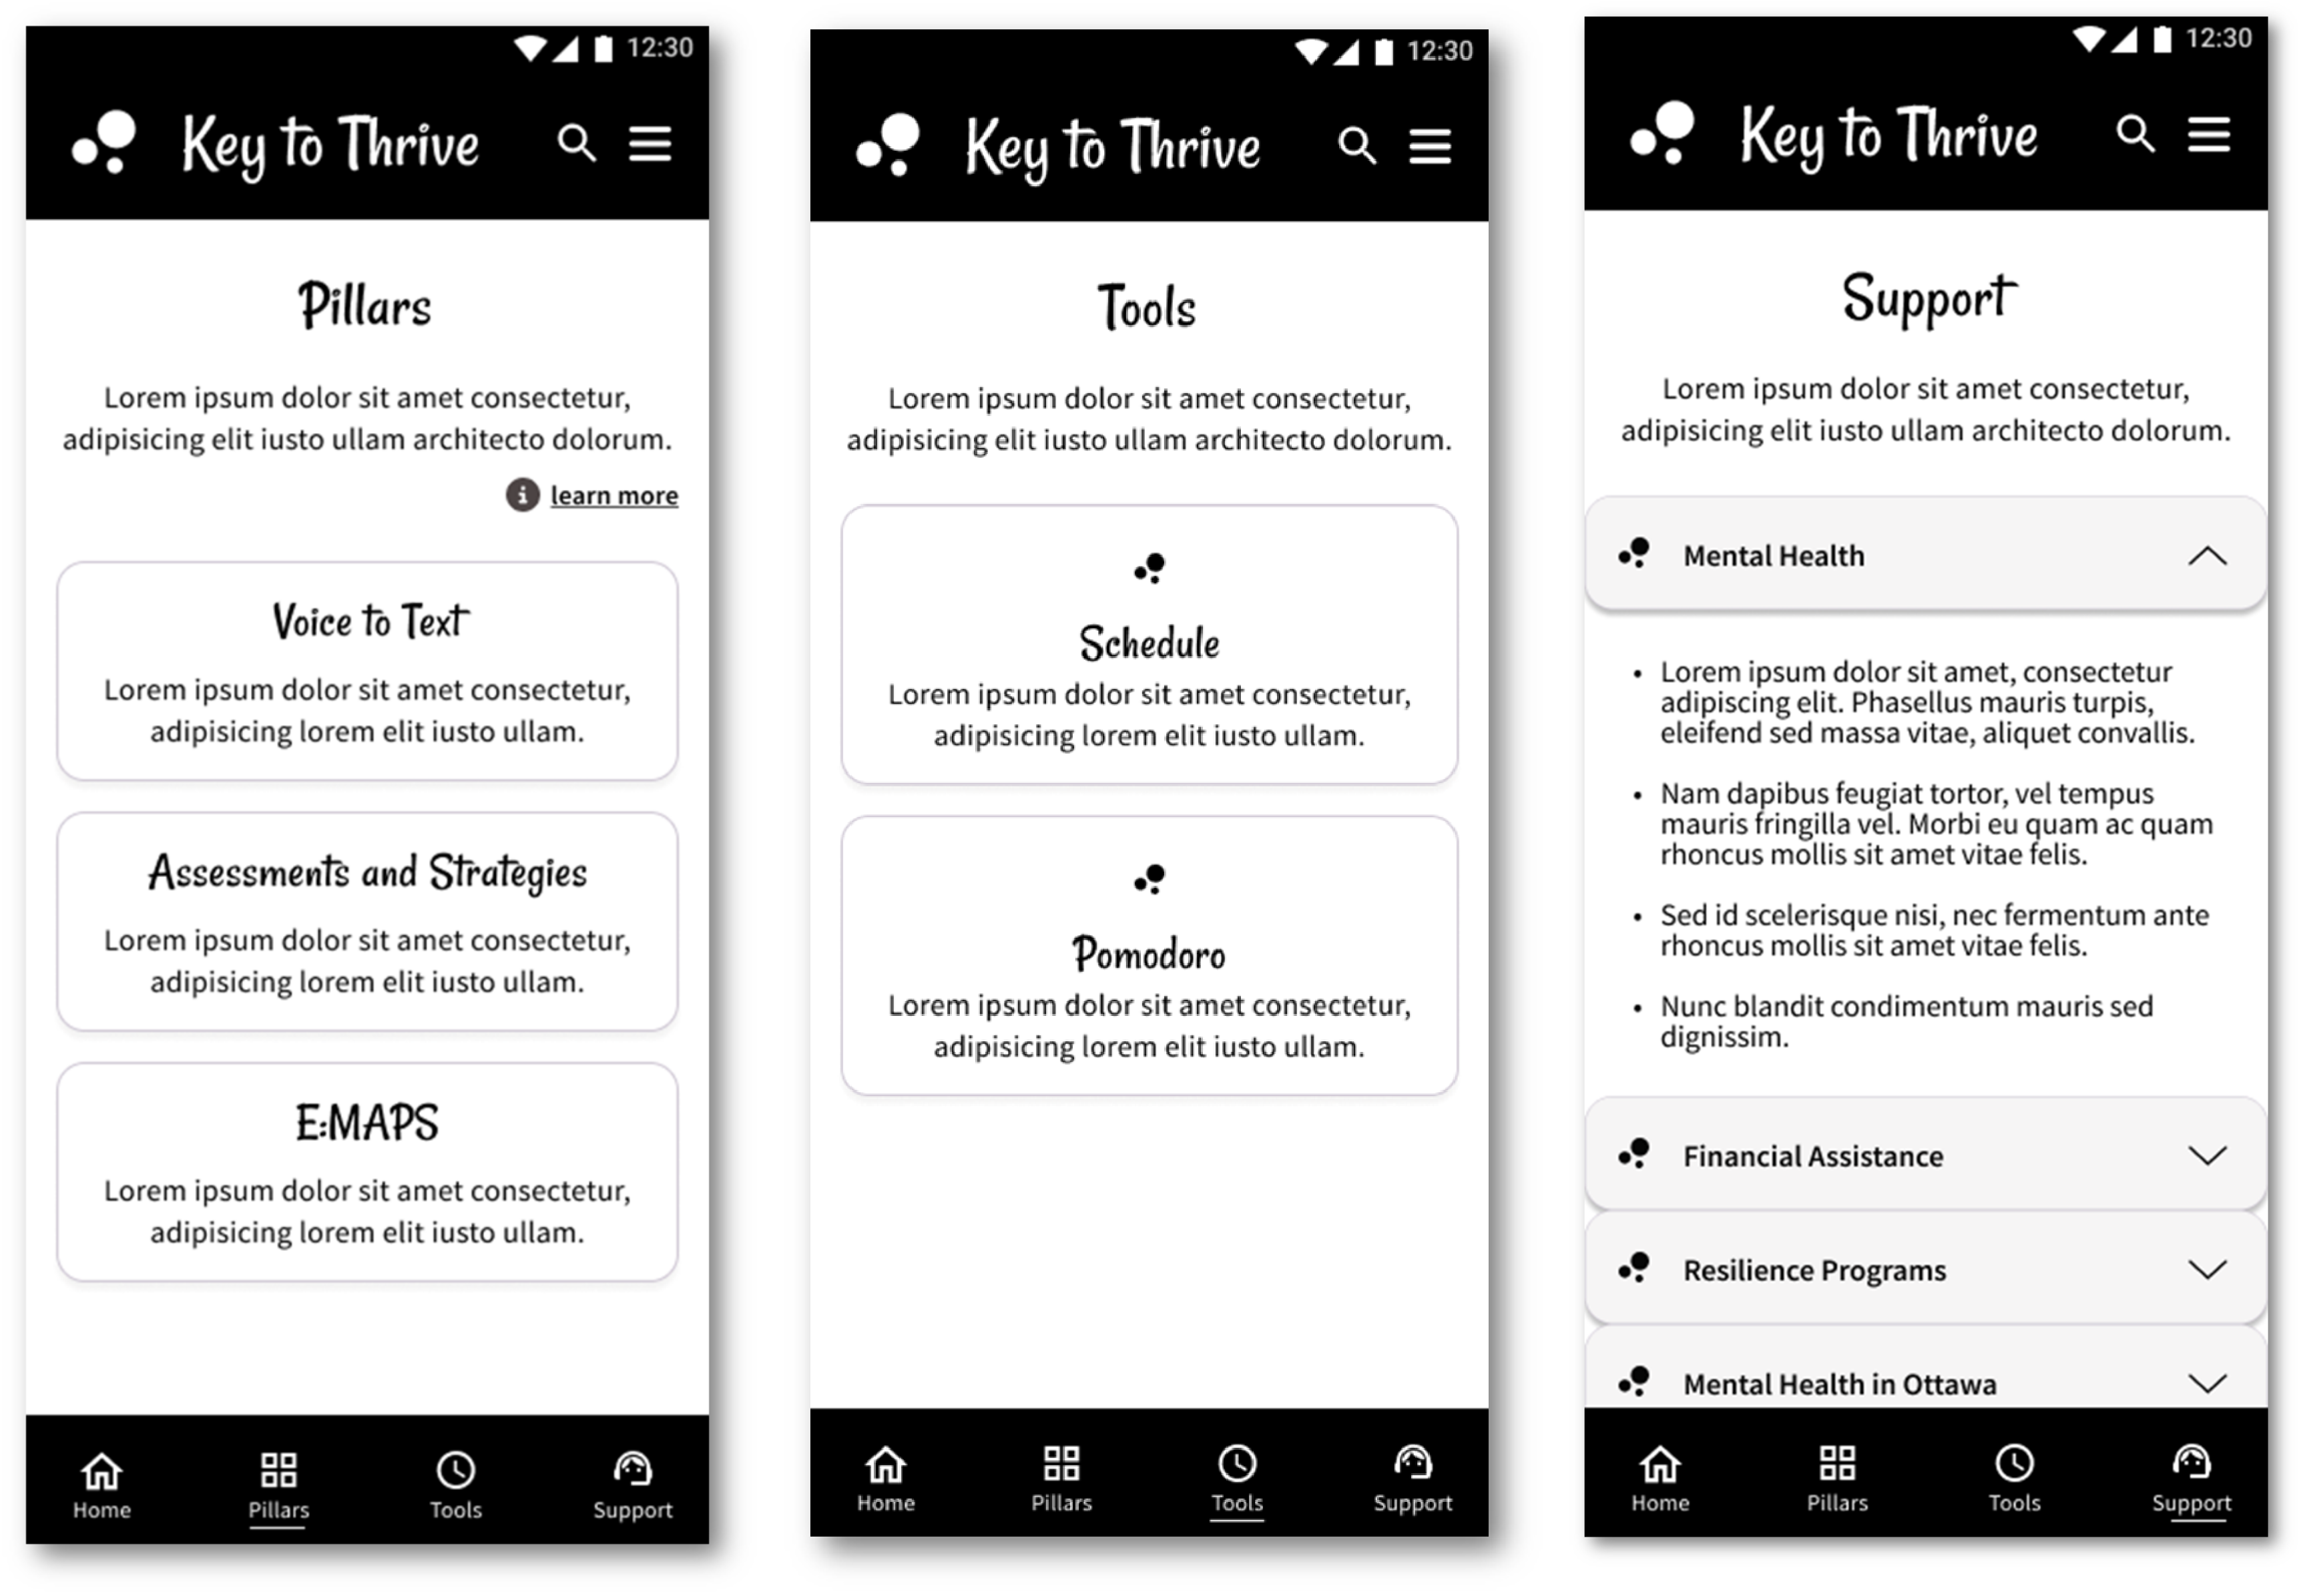 12:30
Key to Thrive
Pillars
Lorem ipsum dolor sit amet consectetur,
adipisicing elit iusto ullam architecto dolorum.
learn more
Voice to Text
Lorem ipsum dolor sit amet consectetur,
adipisicing lorem elit iusto ullam.
Assessments and Strategies
Lorem ipsum dolor sit amet consectetur,
adipisicing lorem elit iusto ullam.
E:MAPS
Lorem ipsum dolor sit amet consectetur,
adipisicing lorem elit iusto ullam.
Home Pillars Tools Support
12:30
Key to Thrive
Tools
Lorem ipsum dolor sit amet consectetur,
adipisicing elit iusto ullam architecto dolorum.
Schedule
Lorem ipsum dolor sit amet consectetur,
adipisicing lorem elit iusto ullam.
Pomodoro
Lorem ipsum dolor sit amet consectetur,
adipisicing lorem elit iusto ullam.
Home Pillars Tools Support
12:30
Key to Thrive
Support
Lorem ipsum dolor sit amet consectetur,
adipisicing elit iusto ullam architecto dolorum.
Mental Health
• Lorem ipsum dolor sit amet, consectetur
adipiscing elit. Phasellus mauris turpis,
eleifend sed massa vitae, aliquet convallis.
• Nam dapibus feugiat tortor, vel tempus
mauris fringilla vel. Morbi eu quam ac quam
rhoncus mollis sit amet vitae felis.
• Sed id scelerisque nisi, nec fermentum ante
rhoncus mollis sit amet vitae felis.
• Nunc blandit condimentum mauris sed
dignissim.
Financial Assistance
Resilience Programs
Mental Health in Ottawa
Home Pillars Tools Support